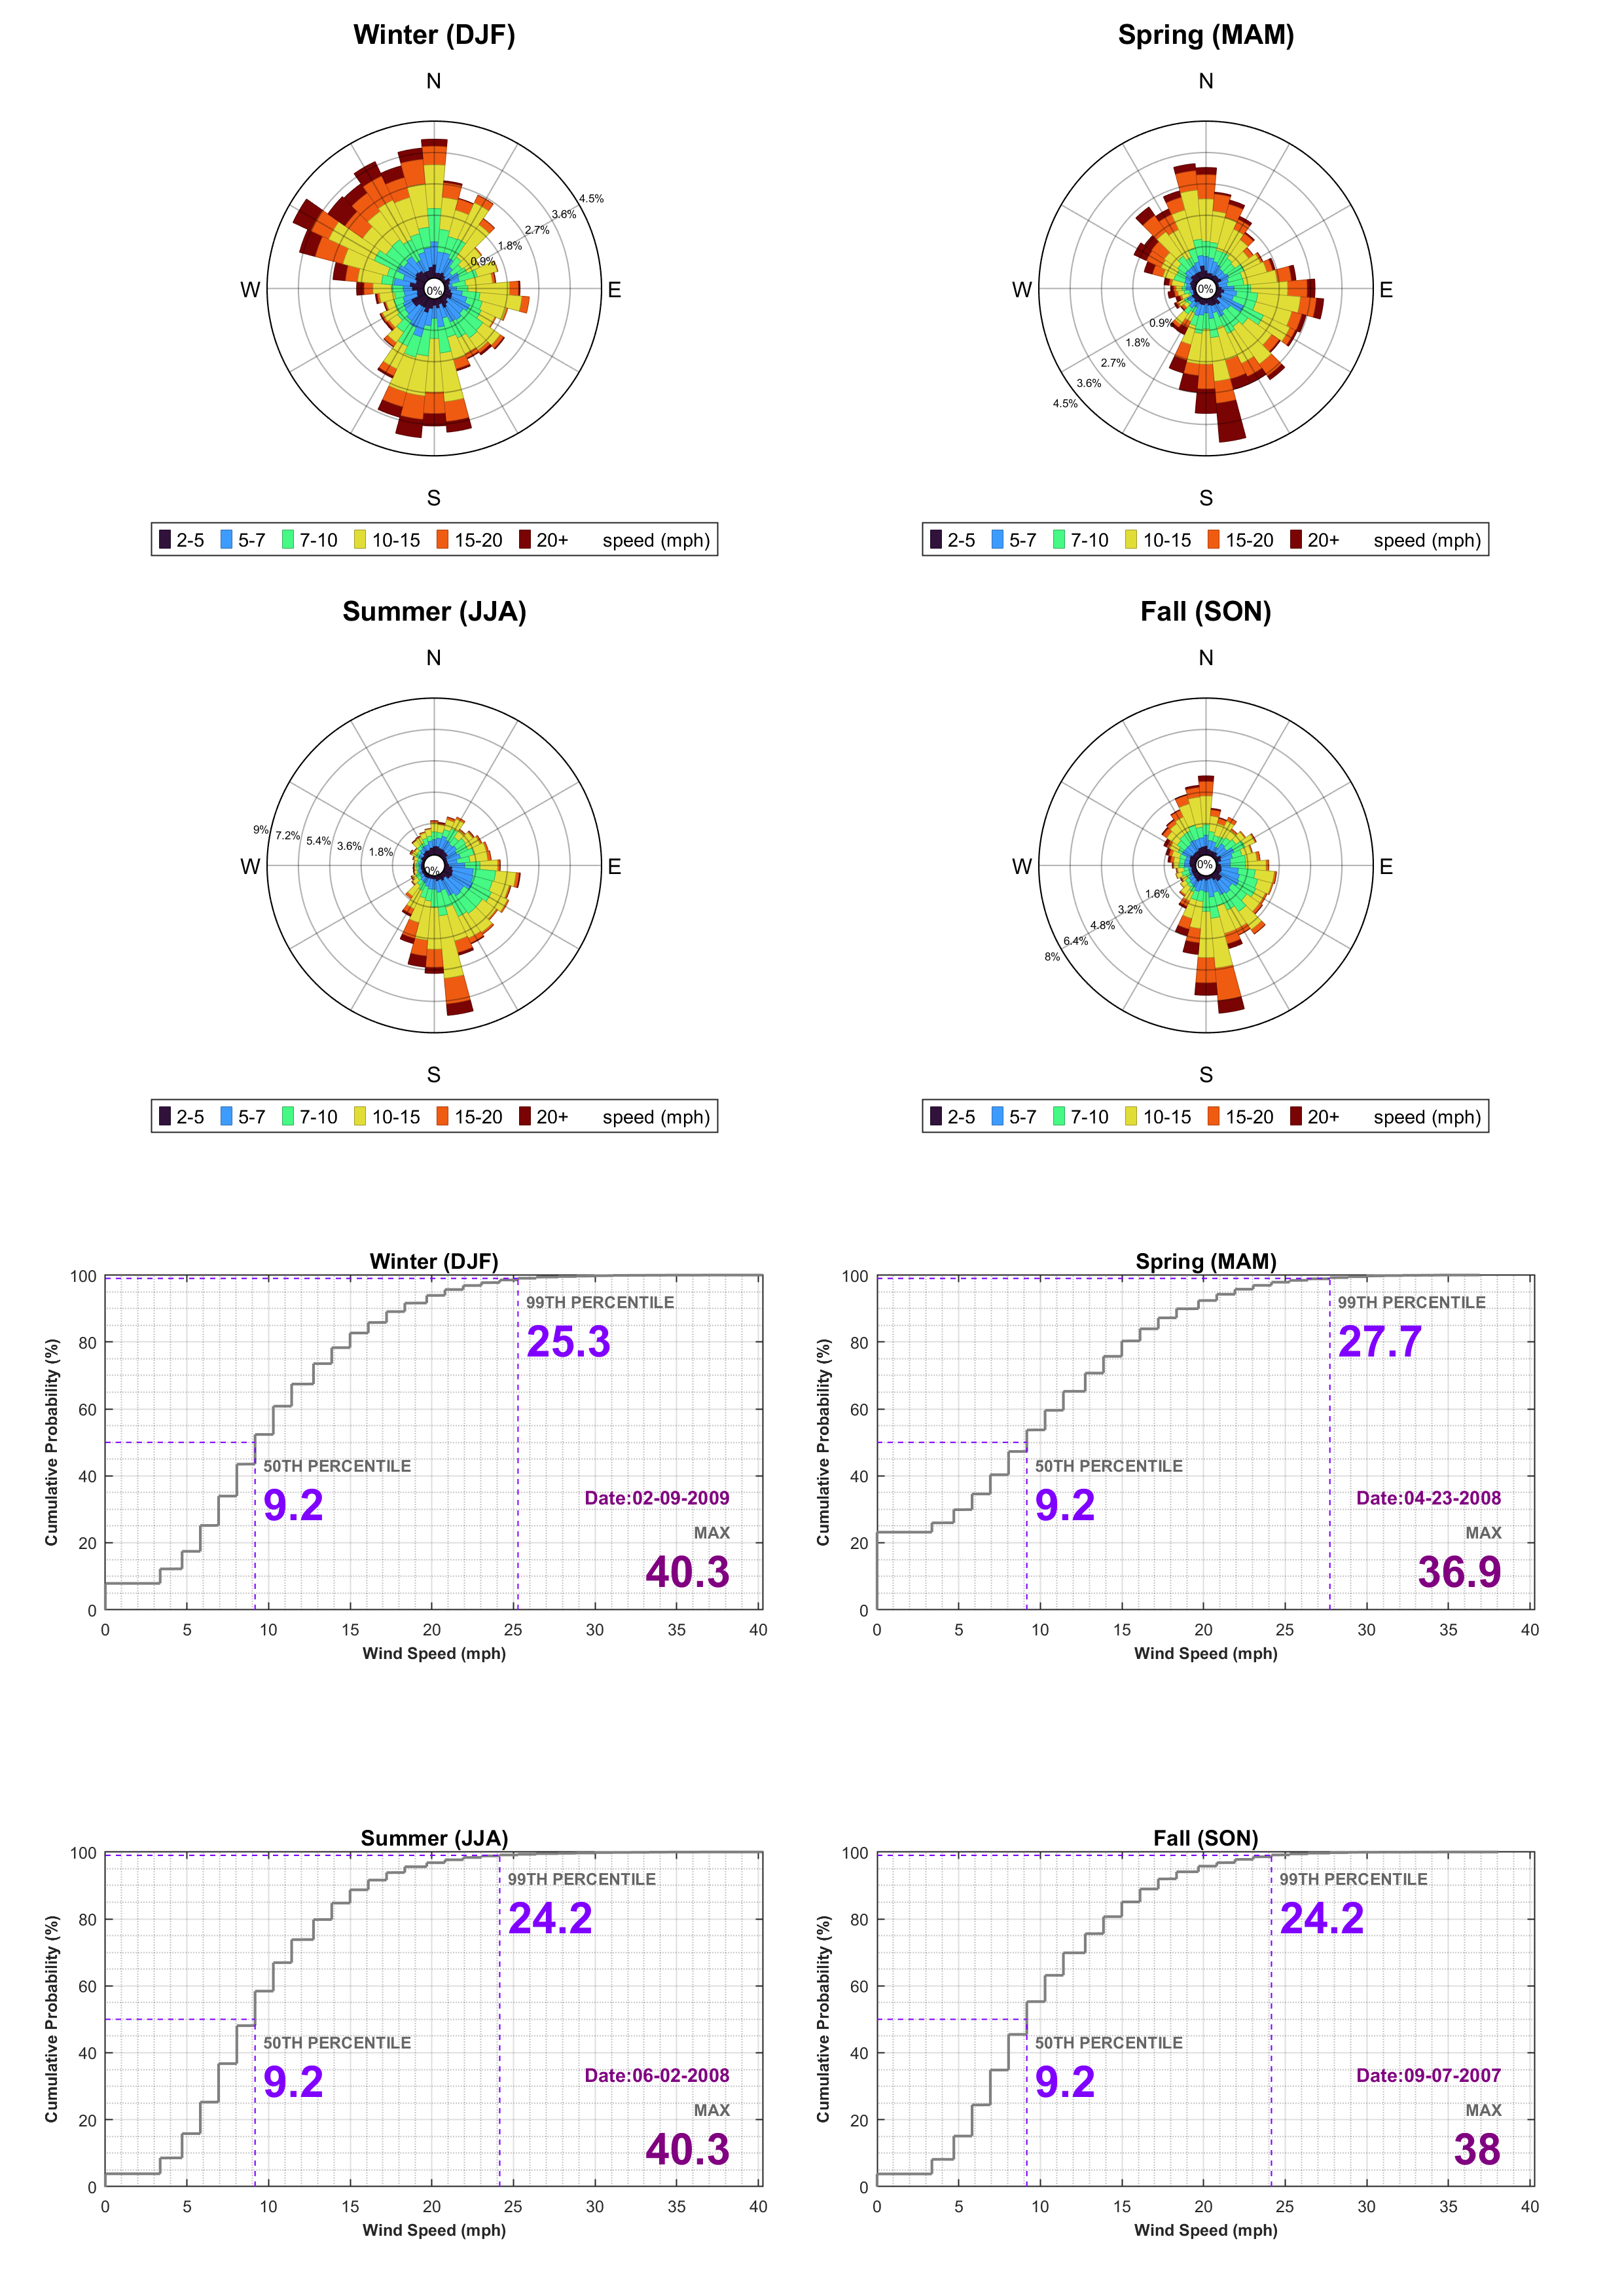 Winter (DJF)
N
4.5%
3.6%
2.7%
1.8%
0.9%
0%
W
E
S
2-5 5-7 7-10 10-15 15-20 20+ speed (mph)
Spring (MAM)
N
0%
0.9%
1.8%
2.7%
3.6%
4.5%
W
E
S
2-5 5-7 7-10 10-15 15-20 20+ speed (mph)
Summer (JJA)
N
9% 7.2% 5.4% 3.6% 1.8% 0%
W
E
S
2-5 5-7 7-10 10-15 15-20 20+ speed (mph)
Fall (SON)
N
0%
1.6%
3.2%
4.8%
6.4%
8%
W
E
S
2-5 5-7 7-10 10-15 15-20 20+ speed (mph)
Winter (DJF)
Cumulative Probability (%)
100
80
60
40
20
0
99TH PERCENTILE
25.3
50TH PERCENTILE
9.2
Date:02-09-2009
MAX
40.3
0 5 10 15 20 25 30 35 40
Wind Speed (mph)
Spring (MAM)
Cumulative Probability (%)
100
80
60
40
20
0
99TH PERCENTILE
27.7
50TH PERCENTILE
9.2
Date:04-23-2008
MAX
36.9
0 5 10 15 20 25 30 35 40
Wind Speed (mph)
Summer (JJA)
Cumulative Probability (%)
100
80
60
40
20
0
99TH PERCENTILE
24.2
50TH PERCENTILE
9.2
Date:06-02-2008
MAX
40.3
0 5 10 15 20 25 30 35 40
Wind Speed (mph)
Fall (SON)
Cumulative Probability (%)
100
80
60
40
20
0
99TH PERCENTILE
24.2
50TH PERCENTILE
9.2
Date:09-07-2007
MAX
38
0 5 10 15 20 25 30 35 40
Wind Speed (mph)